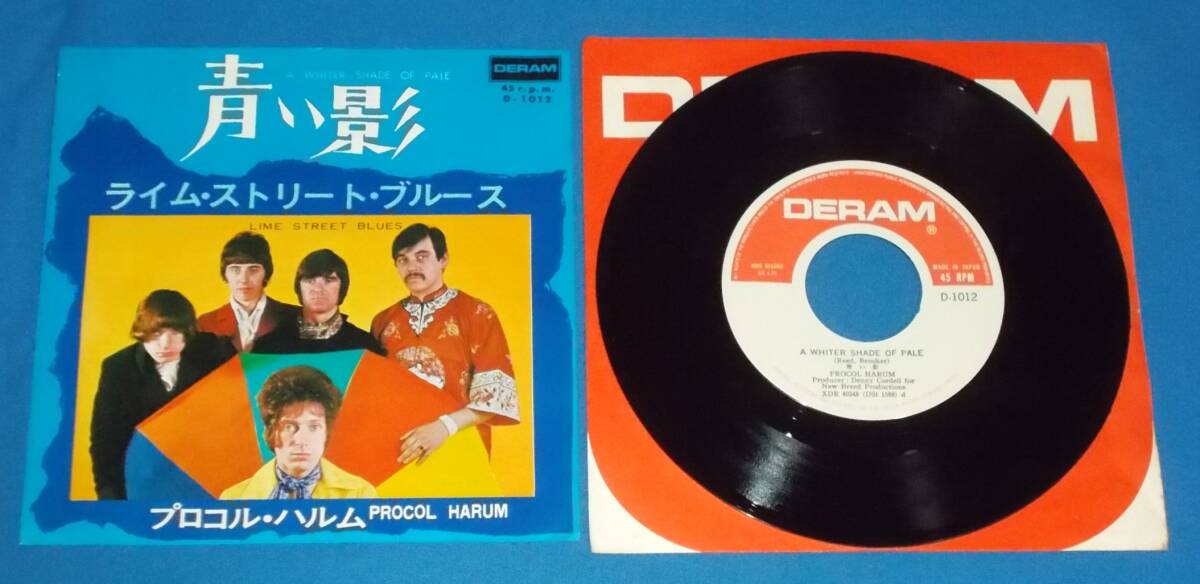 A WHITER SHADE OF PALE
青い影
DERAM
45 r.p.m.
D-1012
ライム・ストリート・ブルース
LIME STREET BLUES
プロコル・ハルム PROCOL HARUM
DERAM
DERAM
®
KING RECORD
MADE IN JAPAN
45 RPM
D-1012
A WHITER SHADE OF PALE
(Reed, Brooker)
青い影
PROCOL HARUM
Producer: Denny Cordell for
New Breed Productions